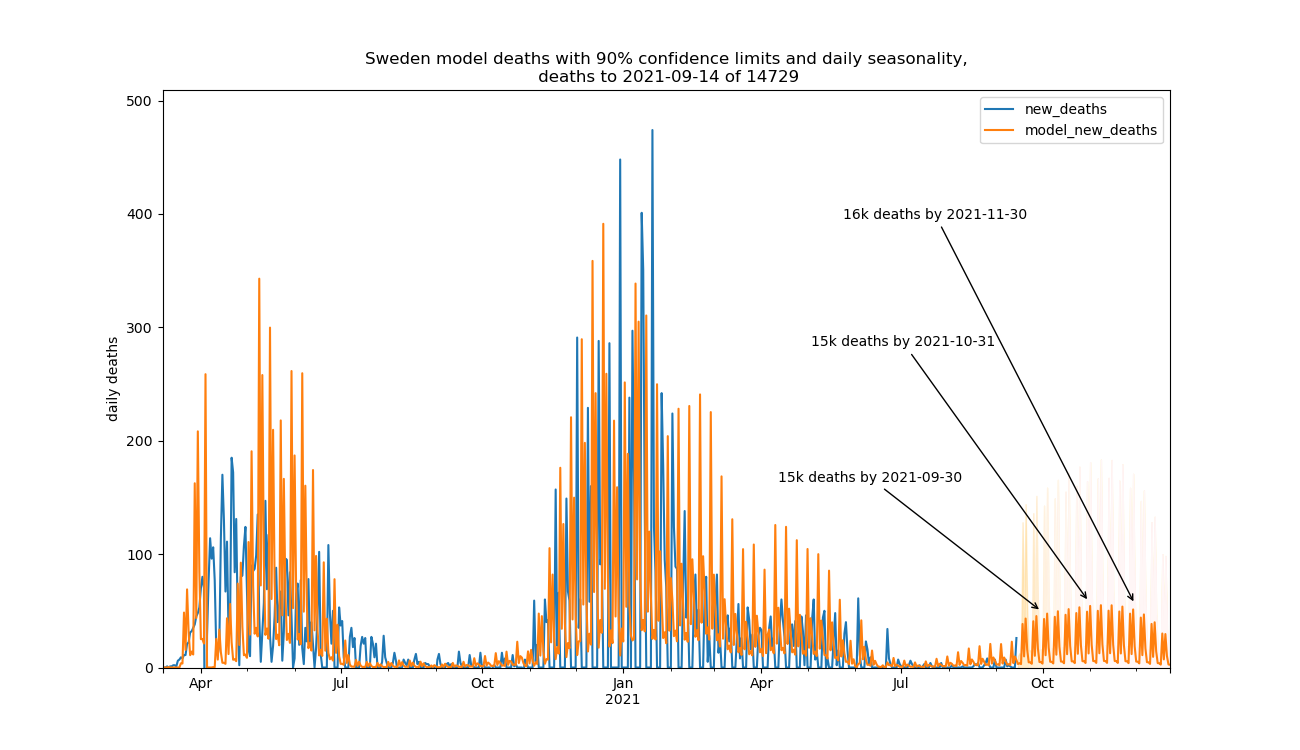 Sweden model deaths with 90% confidence limits and daily seasonality,
deaths to 2021-09-14 of 14729
new_deaths
model_new_deaths
500
400
300
200
100
0
daily deaths
16k deaths by 2021-11-30
15k deaths by 2021-10-31
15k deaths by 2021-09-30
Apr
Jul
Oct
Jan
2021
Apr
Jul
Oct